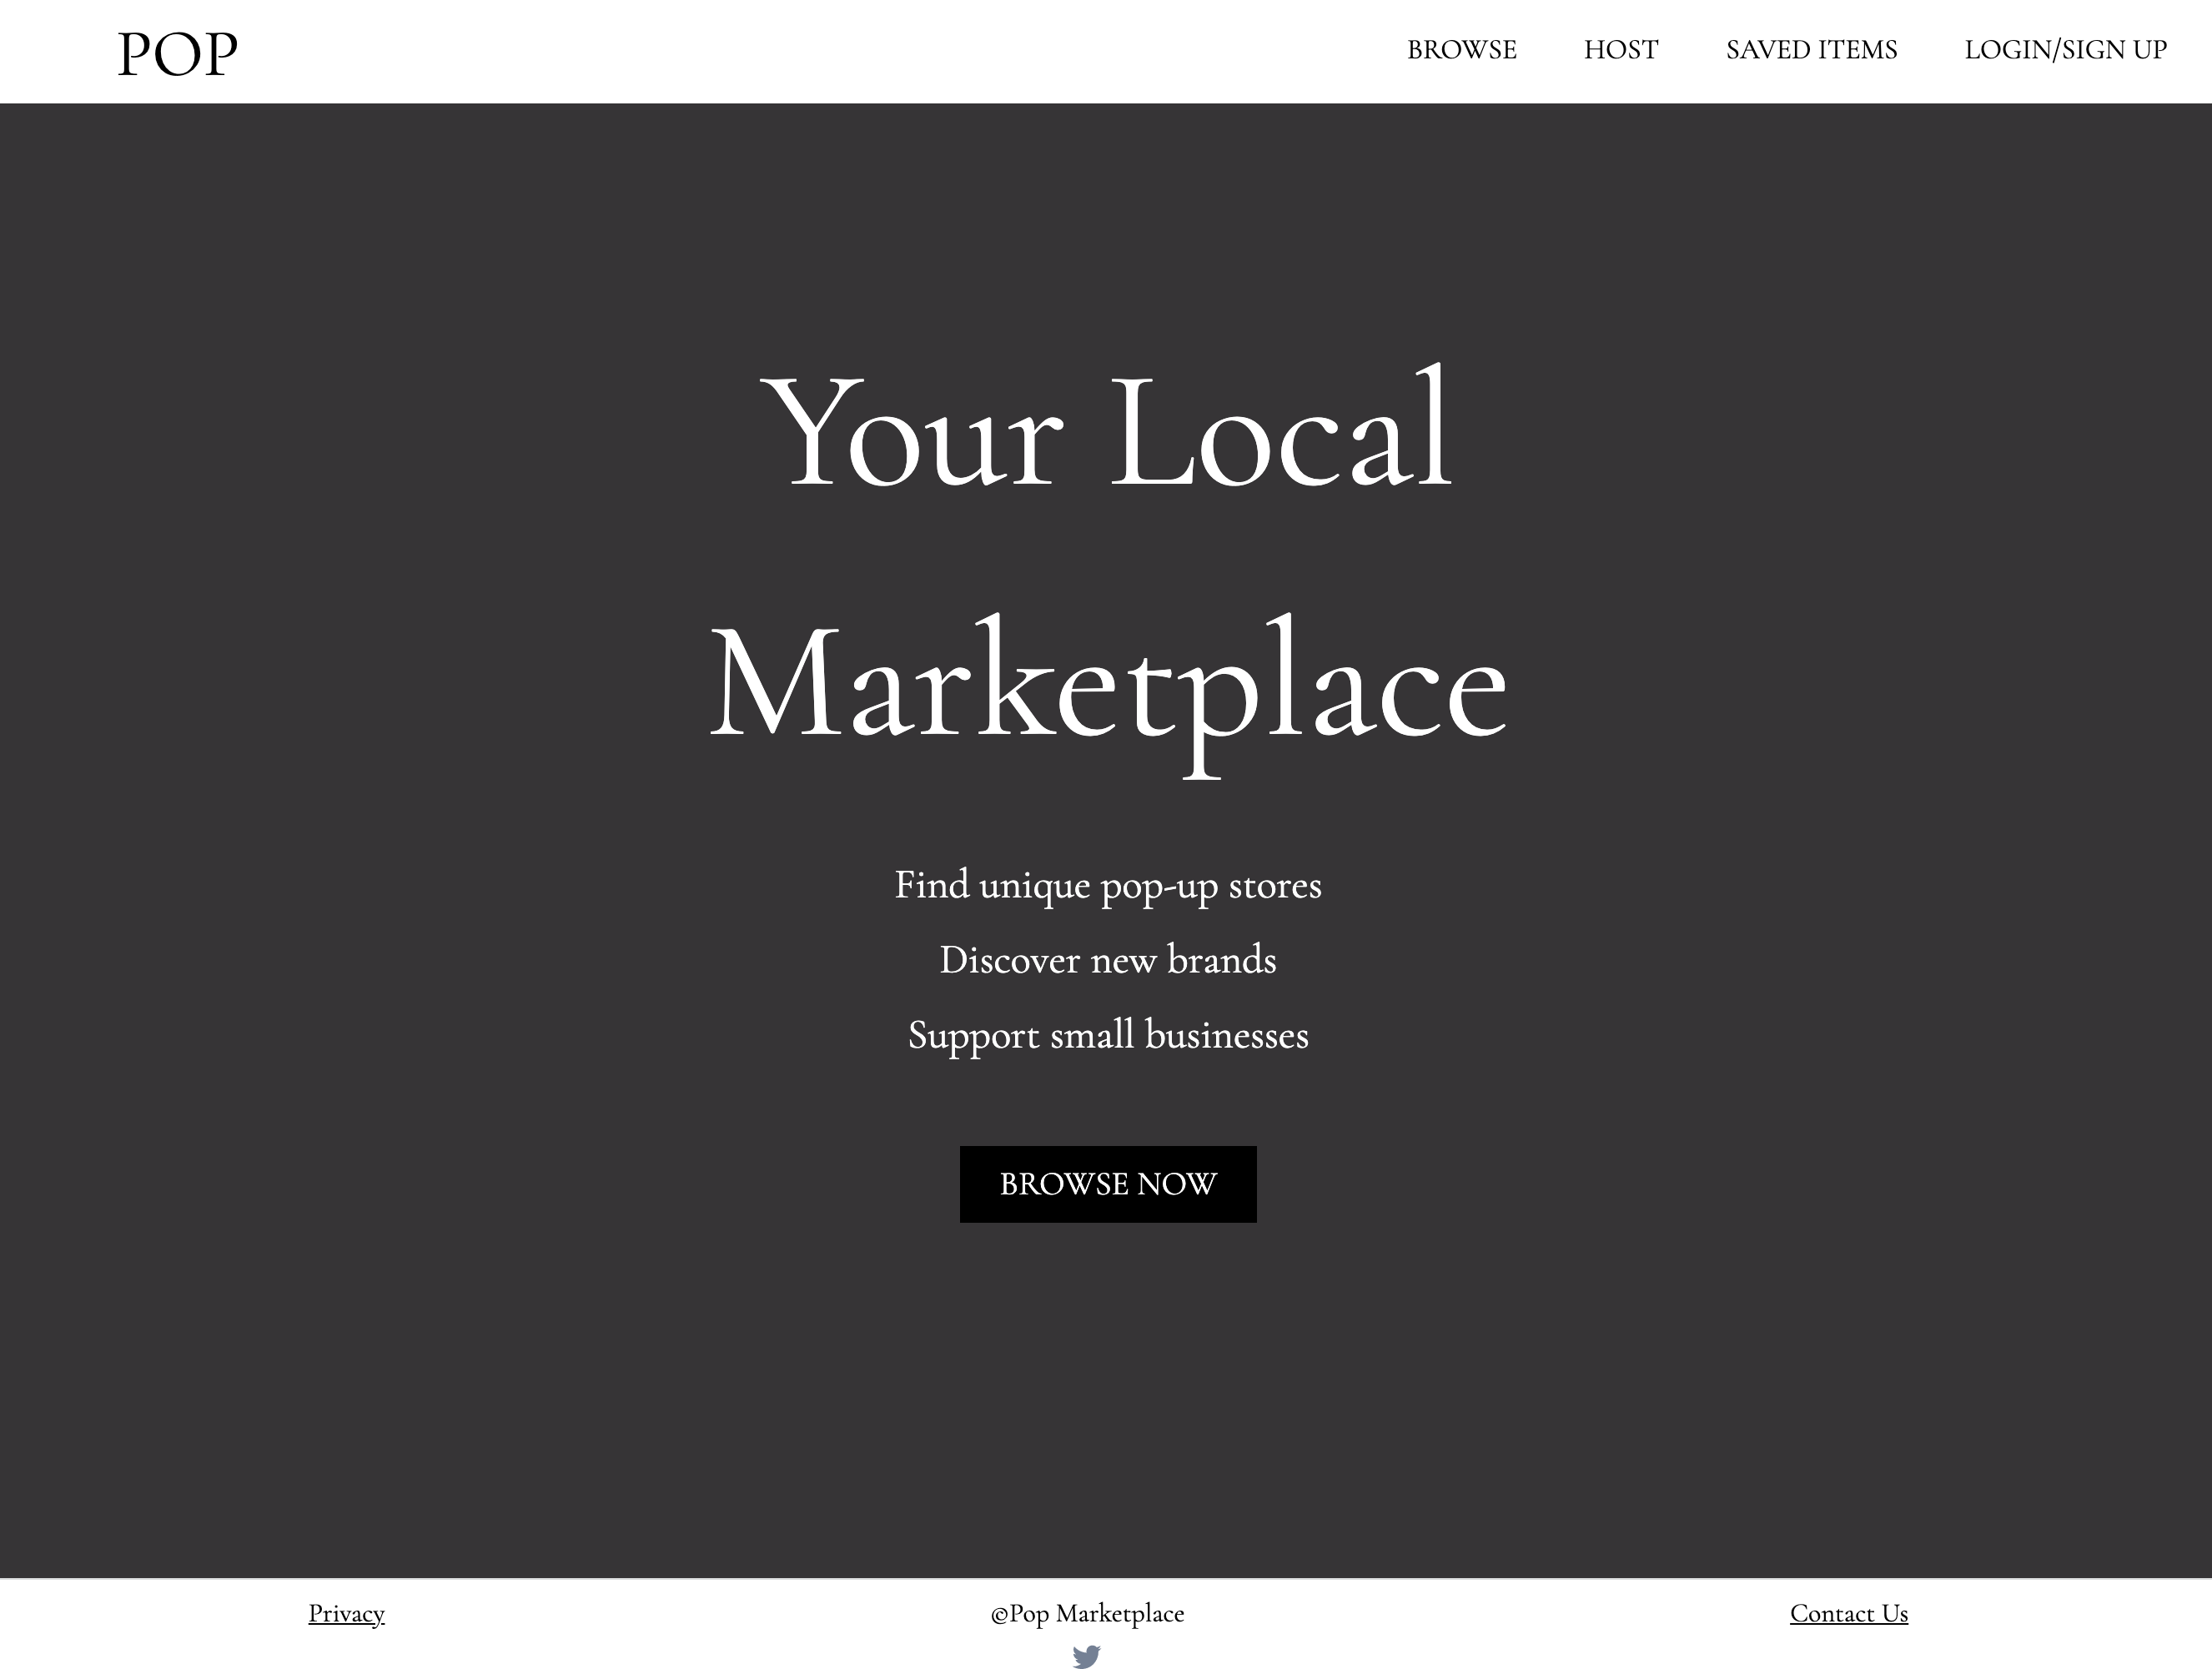 POP
BROWSE HOST SAVED ITEMS LOGIN/SIGN UP
Your Local
Marketplace
Find unique pop-up stores
Discover new brands
Support small businesses
BROWSE NOW
Privacy ©Pop Marketplace Contact Us